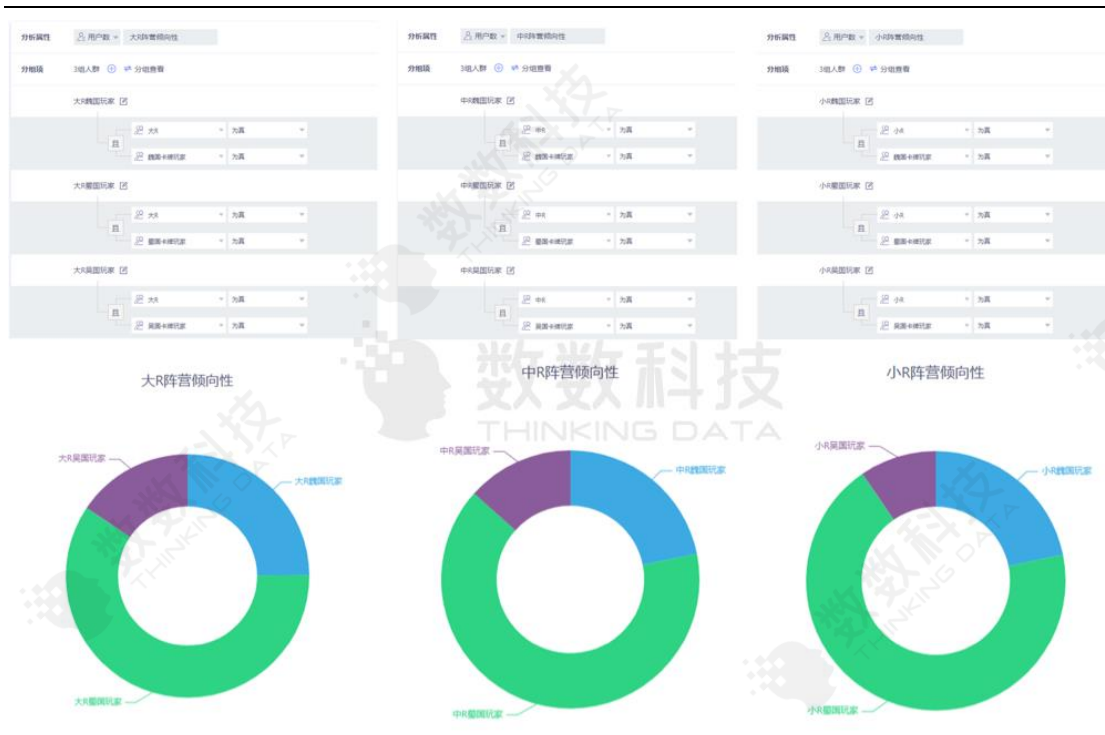 分析属性 用户数 大R阵营倾向性
分组项 3组人群 分组查看
大R魏国玩家
且
大R 为真
魏国卡牌玩家 为真
大R蜀国玩家
且
大R 为真
蜀国卡牌玩家 为真
大R吴国玩家
且
大R 为真
吴国卡牌玩家 为真
分析属性 用户数 中R阵营倾向性
分组项 3组人群 分组查看
中R魏国玩家
且
中R 为真
魏国卡牌玩家 为真
中R蜀国玩家
且
中R 为真
蜀国卡牌玩家 为真
中R吴国玩家
且
中R 为真
吴国卡牌玩家 为真
分析属性 用户数 小R阵营倾向性
分组项 3组人群 分组查看
小R魏国玩家
且
小R 为真
魏国卡牌玩家 为真
小R蜀国玩家
且
小R 为真
蜀国卡牌玩家 为真
小R吴国玩家
且
小R 为真
吴国卡牌玩家 为真
大R阵营倾向性
大R吴国玩家
大R魏国玩家
大R蜀国玩家
中R阵营倾向性
中R吴国玩家
中R魏国玩家
中R蜀国玩家
小R阵营倾向性
小R吴国玩家
小R魏国玩家
小R蜀国玩家
数数科技
THINKING DATA